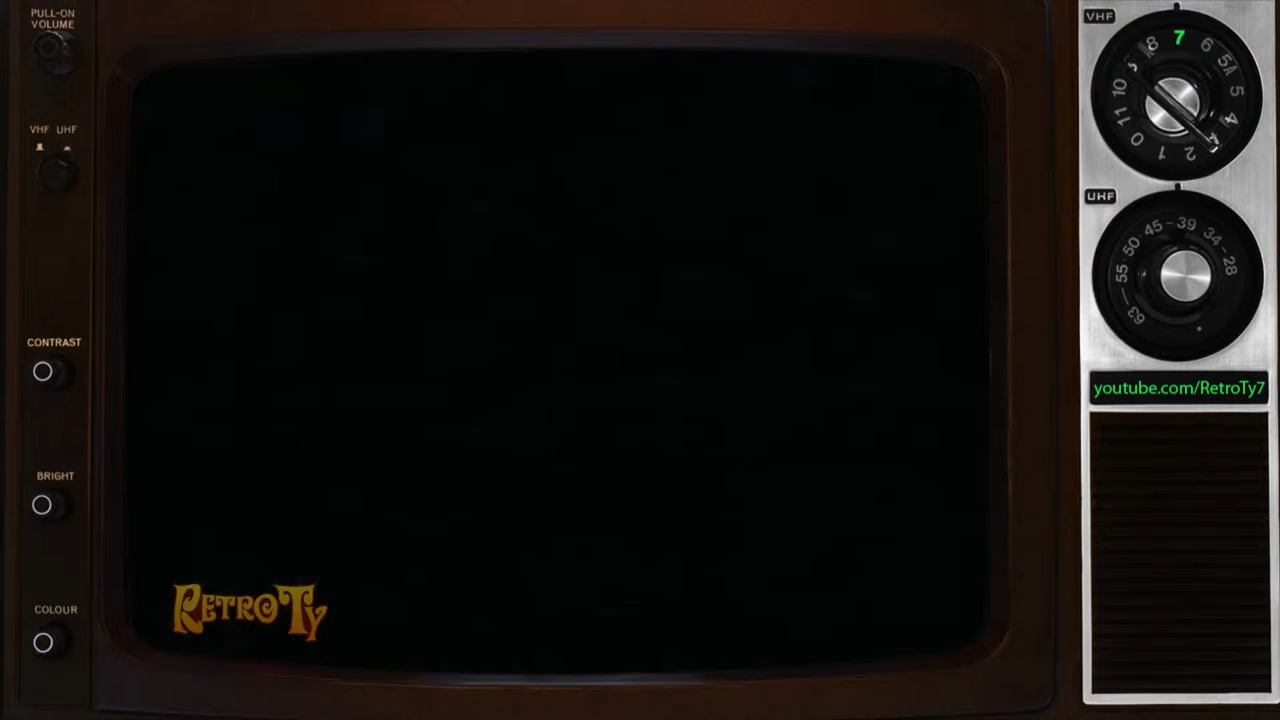 PULL-ON
VOLUME
VHF UHF
CONTRAST
BRIGHT
COLOUR
RETROTY
VHF
8 7 6 5A 5 4 2 1 0 11 10
UHF
63 55 50 45 39 34 28
youtube.com/RetroTy7